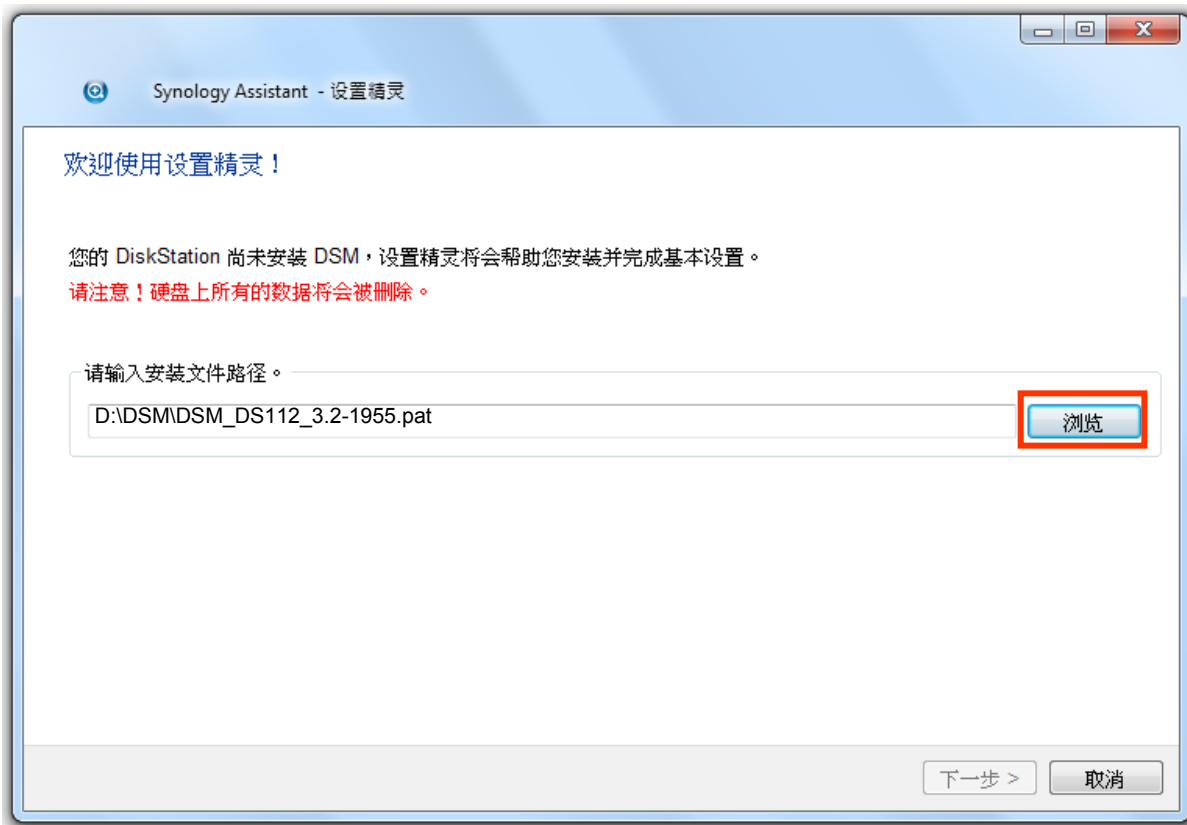 Synology Assistant - 设置精灵
欢迎使用设置精灵！
您的 DiskStation 尚未安装 DSM，设置精灵将会帮助您安装并完成基本设置。
请注意！硬盘上所有的数据将会被删除。
请输入安装文件路径。
D:\DSM\DSM_DS112_3.2-1955.pat
浏览
下一步 >
取消